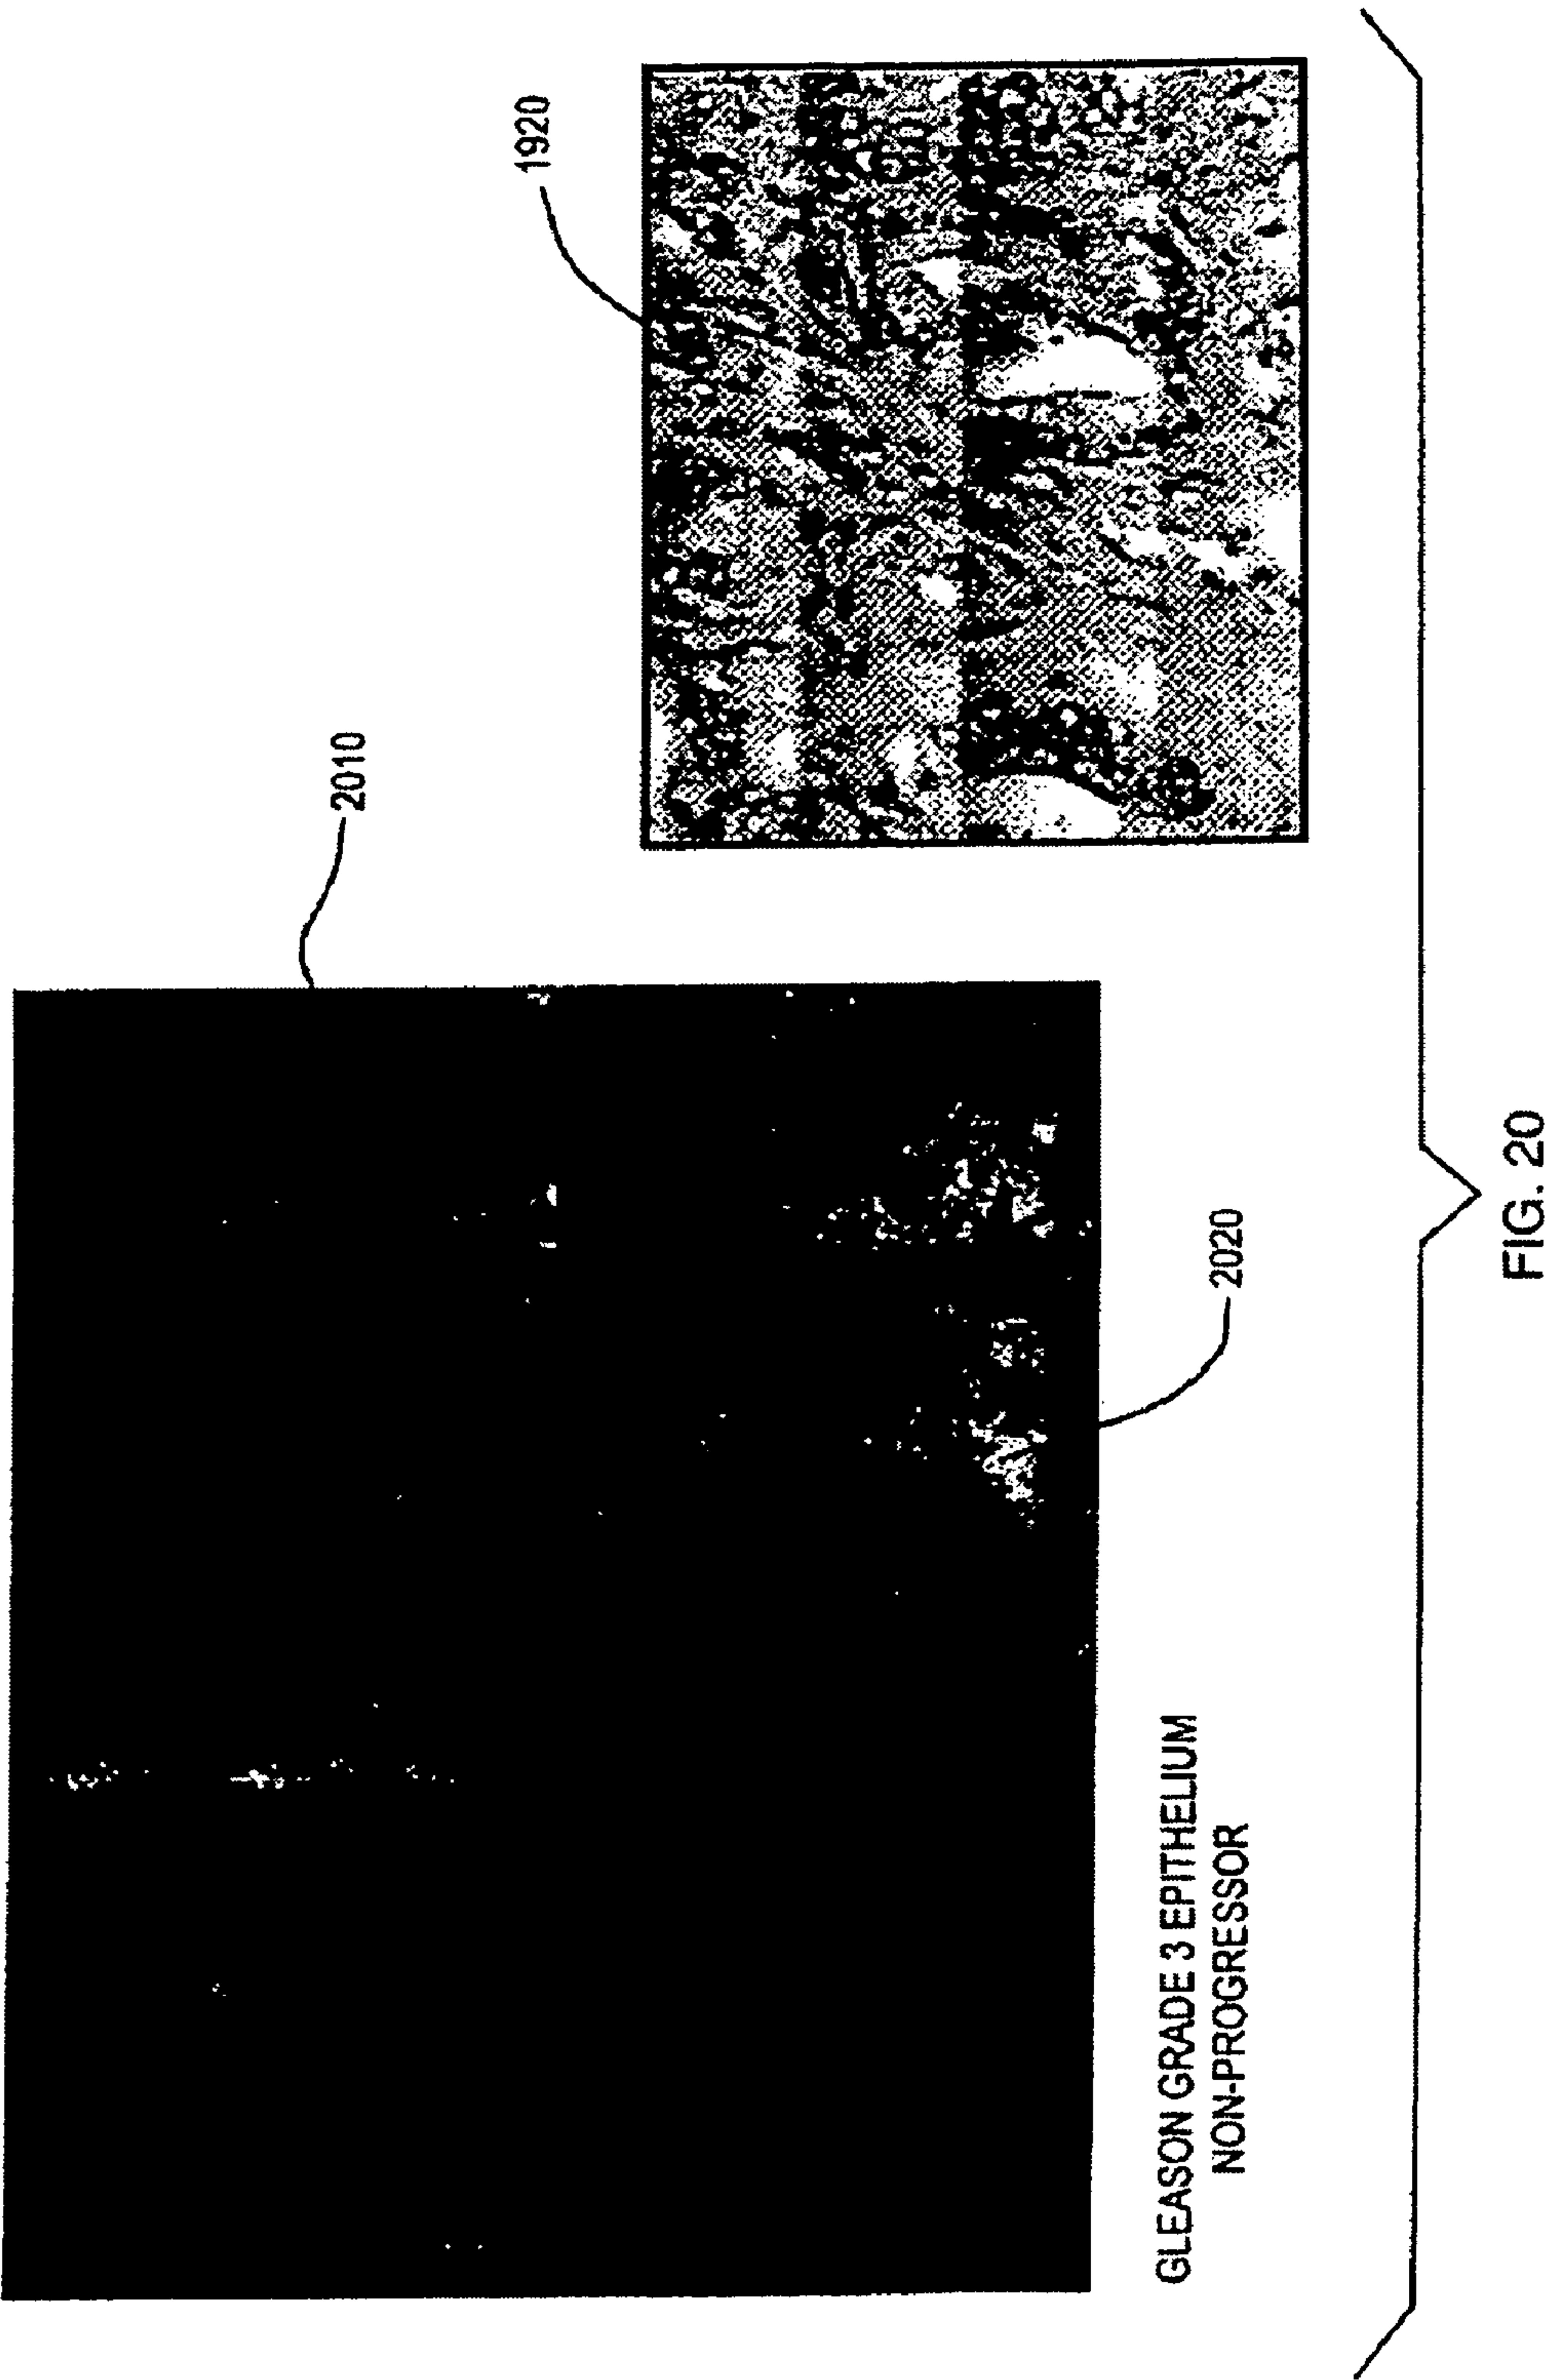 2010
1920
2020
GLEASON GRADE 3 EPITHELIUM
NON-PROGRESSOR
FIG. 20